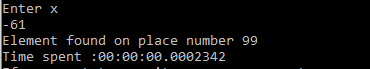 Enter x
-61
Element found on place number 99
Time spent :00:00:00.0002342